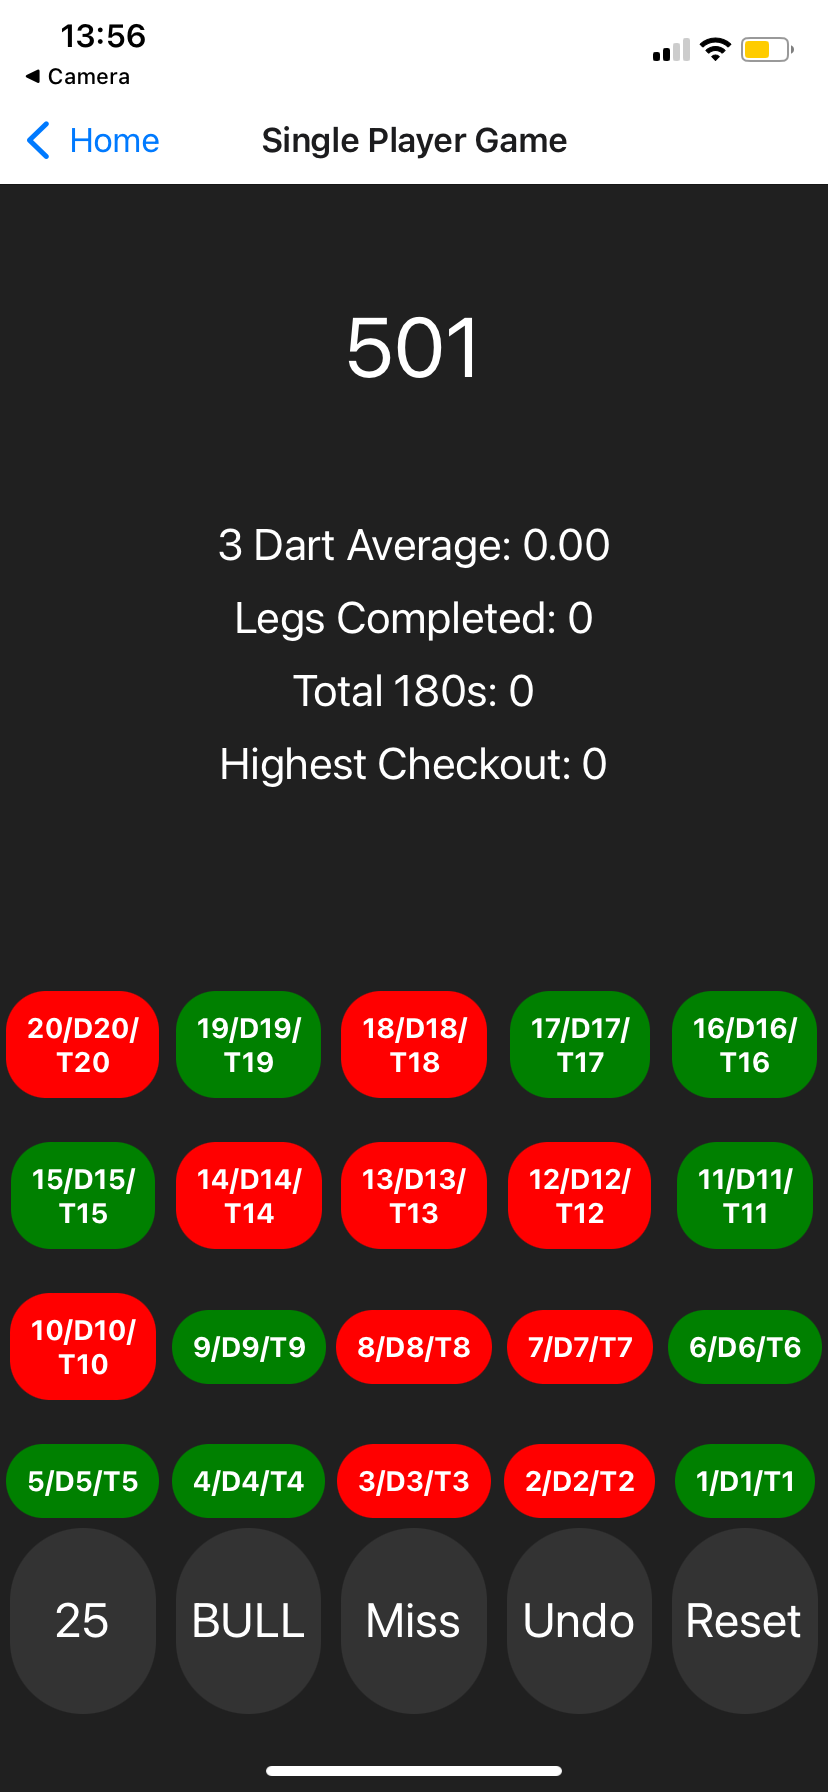 13:56
◀ Camera
Home
Single Player Game
501
3 Dart Average: 0.00
Legs Completed: 0
Total 180s: 0
Highest Checkout: 0
20/D20/
T20
19/D19/
T19
18/D18/
T18
17/D17/
T17
16/D16/
T16
15/D15/
T15
14/D14/
T14
13/D13/
T13
12/D12/
T12
11/D11/
T11
10/D10/
T10
9/D9/T9
8/D8/T8
7/D7/T7
6/D6/T6
5/D5/T5
4/D4/T4
3/D3/T3
2/D2/T2
1/D1/T1
25
BULL
Miss
Undo
Reset